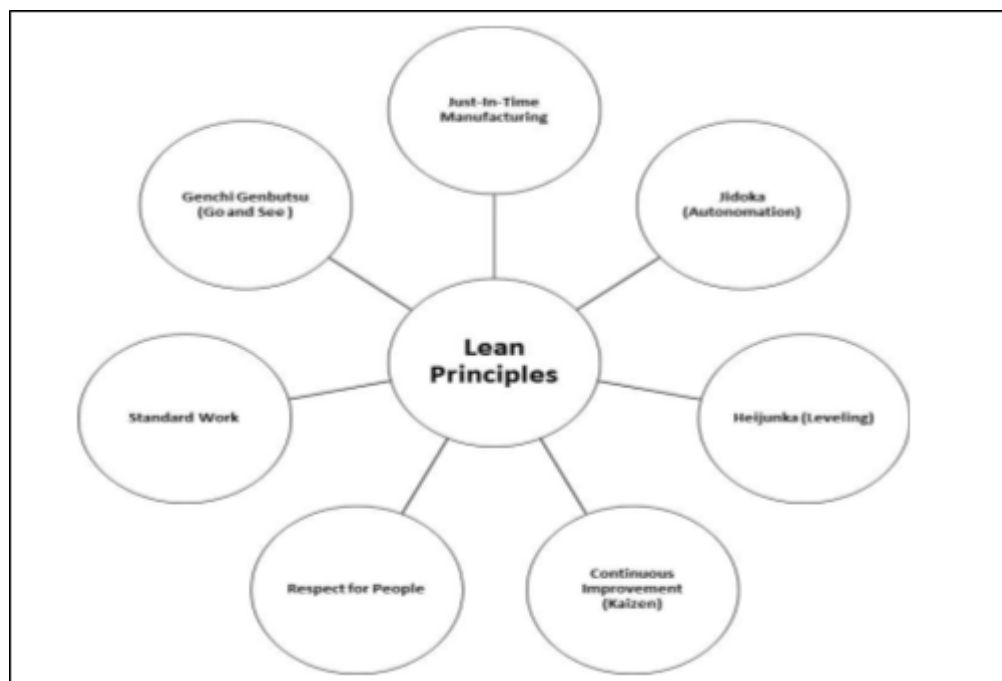 Just-In-Time
Manufacturing
Jidoka
(Autonomation)
Heijunka (Leveling)
Continuous
Improvement
(Kaizen)
Respect for People
Standard Work
Genchi Genbutsu
(Go and See )
Lean
Principles